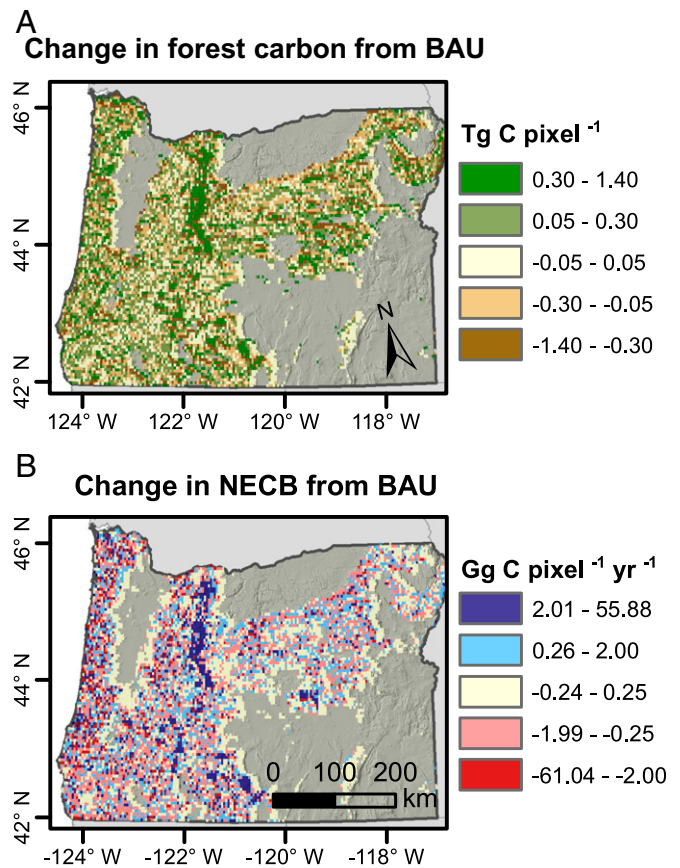 A
Change in forest carbon from BAU
46° N
44° N
42° N
124° W
-122° W
-120° W
-118° W
N
Tg C pixel -1
0.30 - 1.40
0.05 - 0.30
-0.05 - 0.05
-0.30 - -0.05
-1.40 - -0.30
B
Change in NECB from BAU
46° N
44° N
42° N
-124° W
-122° W
-120° W
-118° W
0 100 200
km
Gg C pixel -1 yr -1
2.01 - 55.88
0.26 - 2.00
-0.24 - 0.25
-1.99 - -0.25
-61.04 - -2.00